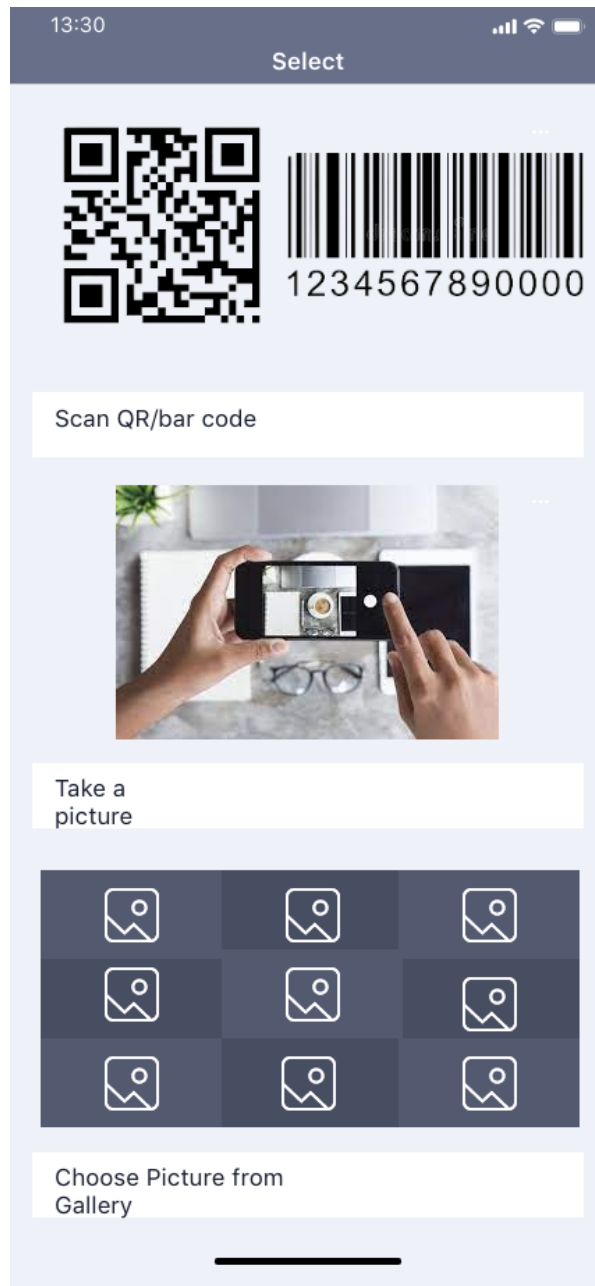 13:30
Select
1234567890000
Scan QR/bar code
Take a
picture
Choose Picture from
Gallery